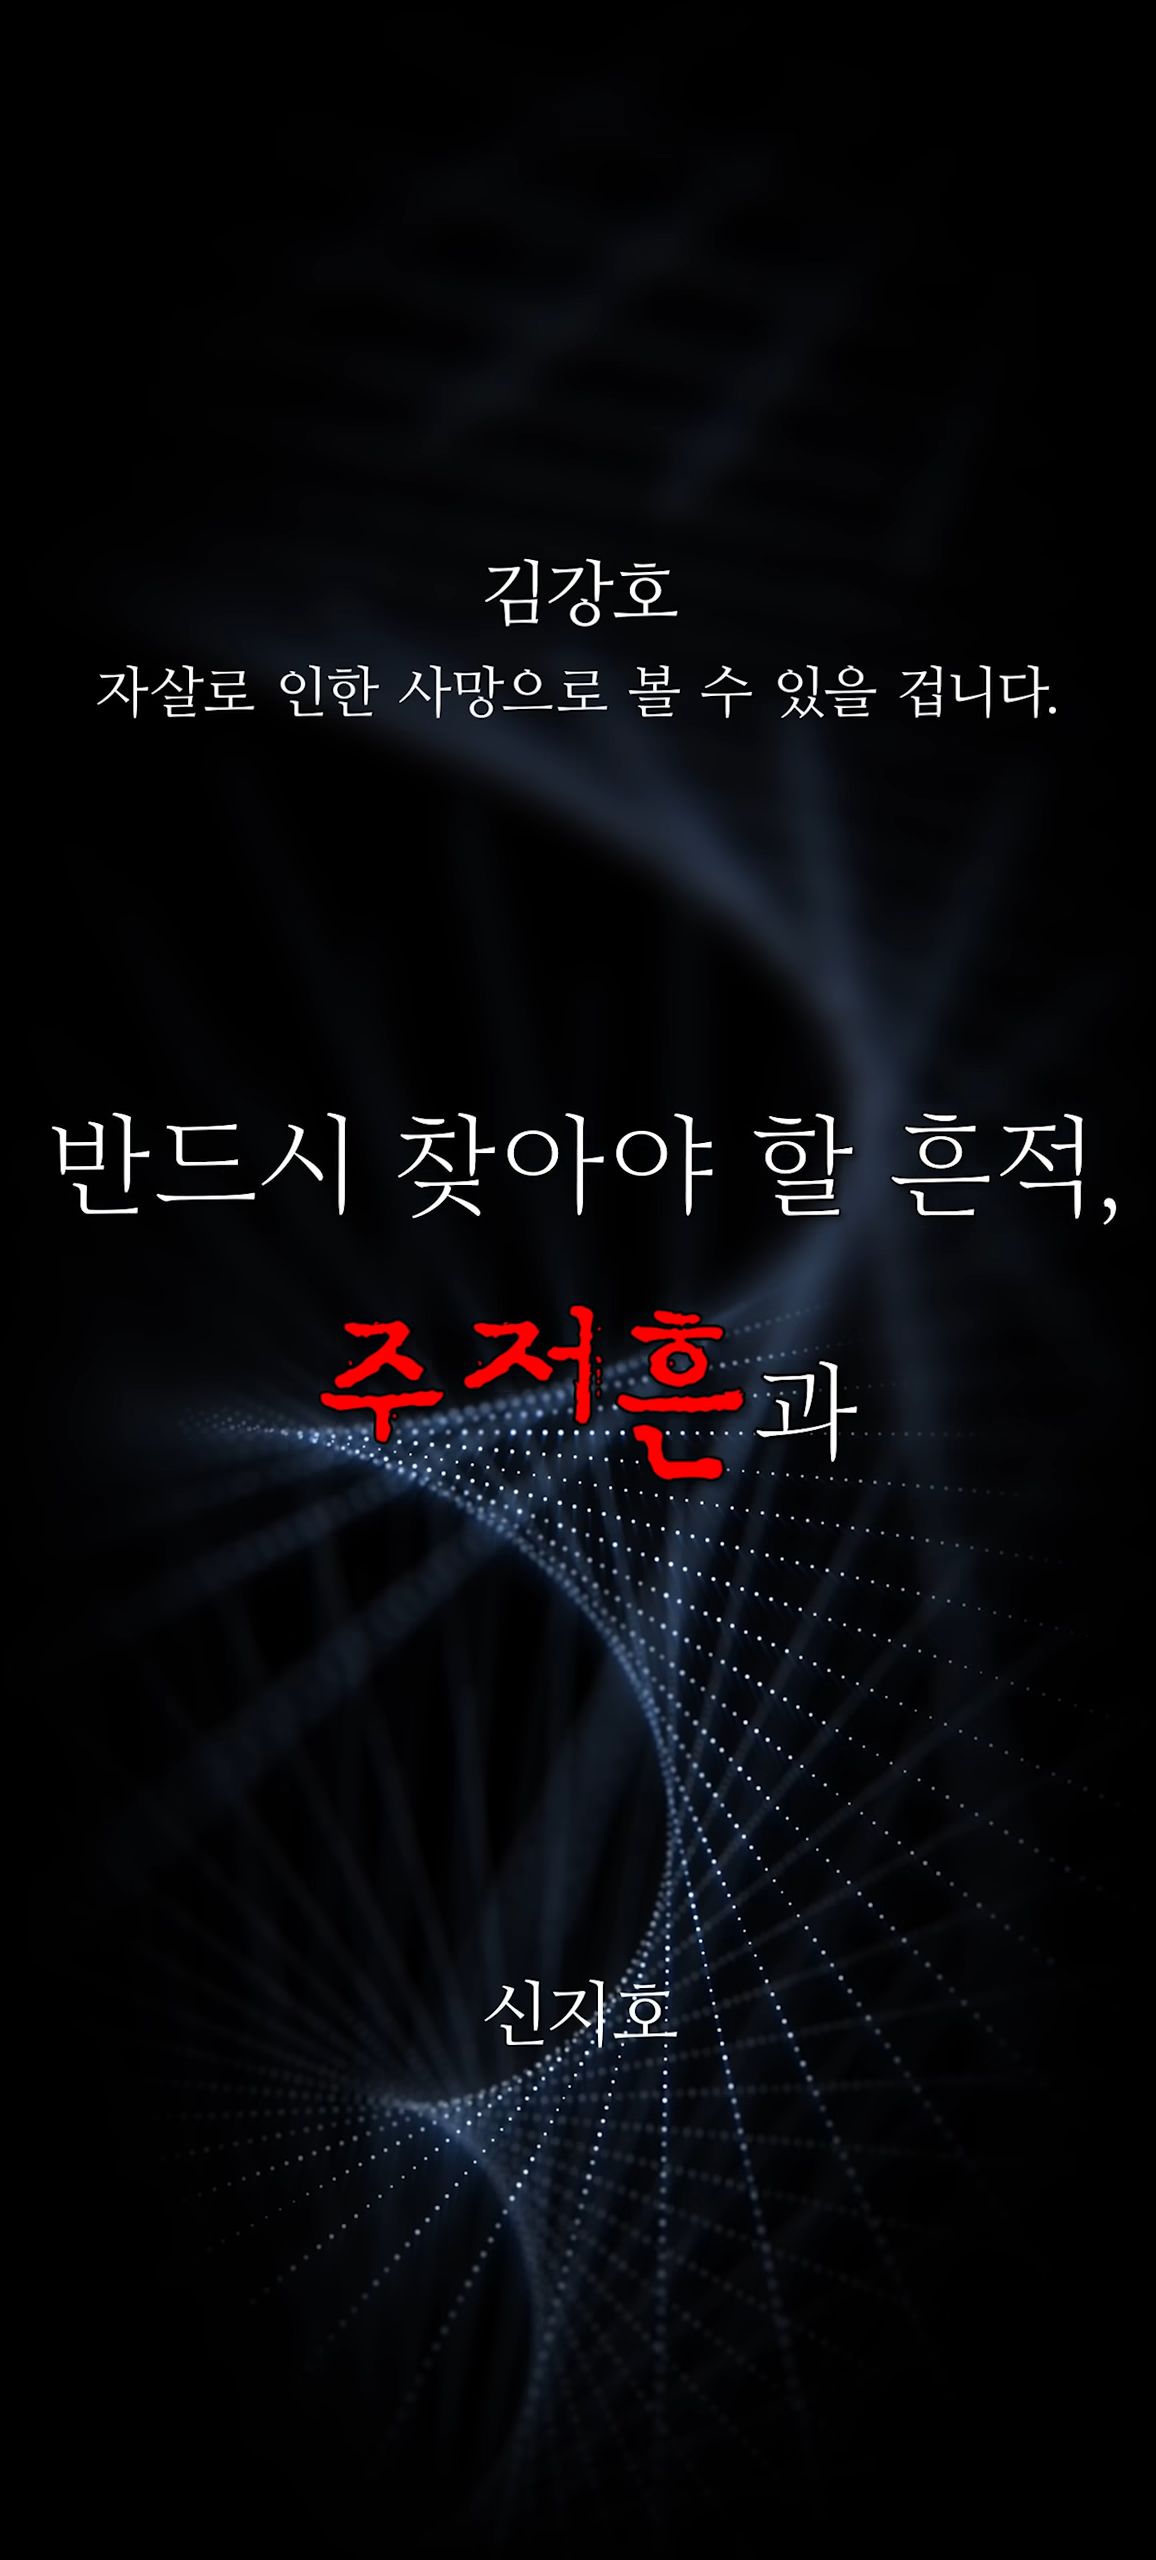 김강호
자살로 인한 사망으로 볼 수 있을 겁니다.
반드시 찾아야 할 흔적,
주저흔과
신지호